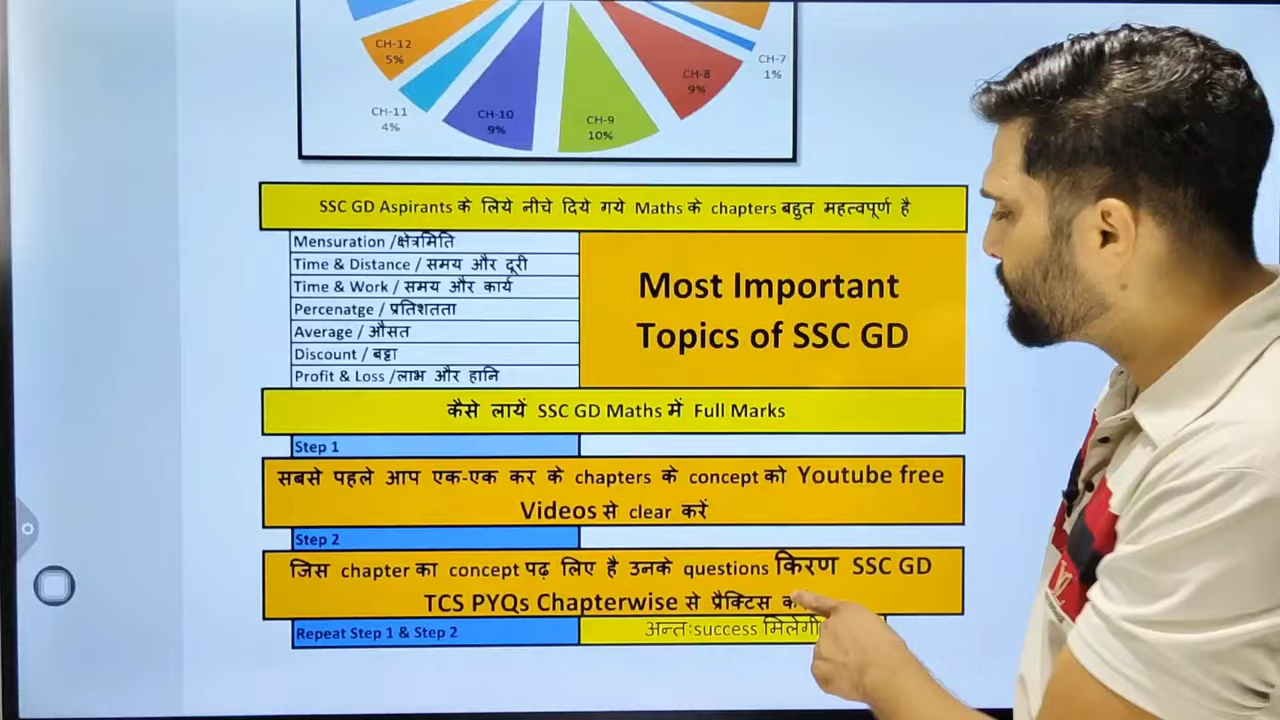 CH-12
5%
CH-11
4%
CH-10
9%
CH-9
10%
CH-8
9%
CH-7
1%
SSC GD Aspirants के लिये नीचे दिये गये Maths के chapters बहुत महत्वपूर्ण है
Mensuration /क्षेत्रमिति
Time & Distance / समय और दूरी
Time & Work / समय और कार्य
Percenatge / प्रतिशतता
Average / औसत
Discount / बट्टा
Profit & Loss /लाभ और हानि
Most Important
Topics of SSC GD
कैसे लायें SSC GD Maths में Full Marks
Step 1
सबसे पहले आप एक-एक कर के chapters के concept को Youtube free
Videos से clear करें
Step 2
जिस chapter का concept पढ़ लिए है उनके questions किरण SSC GD
TCS PYQs Chapterwise से प्रैक्टिस
Repeat Step 1 & Step 2
अन्तः success मिलेगी